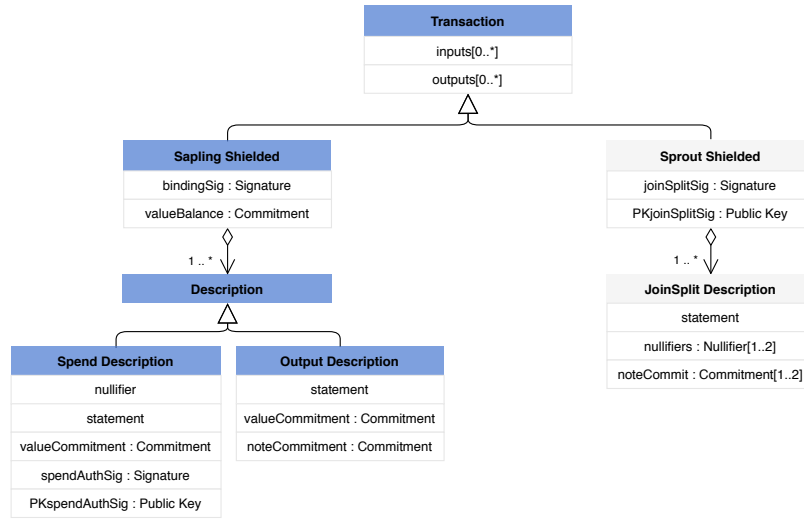 Transaction
inputs[0..*]
outputs[0..*]
Sapling Shielded
bindingSig : Signature
valueBalance : Commitment
1 .. *
Description
Spend Description
nullifier
statement
valueCommitment : Commitment
spendAuthSig : Signature
PKspendAuthSig : Public Key
Output Description
statement
valueCommitment : Commitment
noteCommitment : Commitment
Sprout Shielded
joinSplitSig : Signature
PKjoinSplitSig : Public Key
1 .. *
JoinSplit Description
statement
nullifiers : Nullifier[1..2]
noteCommit : Commitment[1..2]